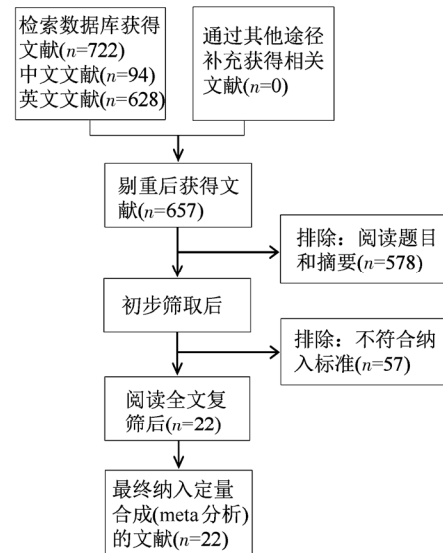 检索数据库获得
文献(n=722)
中文文献(n=94)
英文文献(n=628)
通过其他途径
补充获得相关
文献(n=0)
剔重后获得文
献(n=657)
排除：阅读题目
和摘要(n=578)
初步筛取后
排除：不符合纳
入标准(n=57)
阅读全文复
筛后(n=22)
最终纳入定量
合成(meta分析)
的文献(n=22)